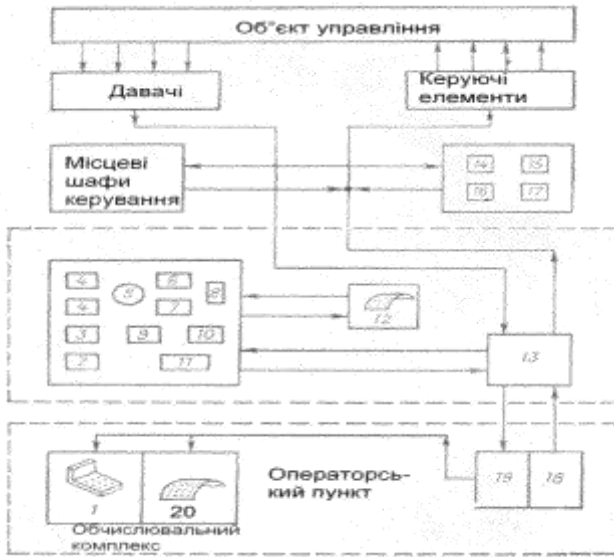 Об"єкт управління
Давачі
Керуючі
елементи
Місцеві
шафи
керування
14 15
16 17
4 6
5 8
4 7
3 9 10
2 11
12
13
1 20
Операторсь-
кий пункт
19 18
Обчислювальний
комплекс